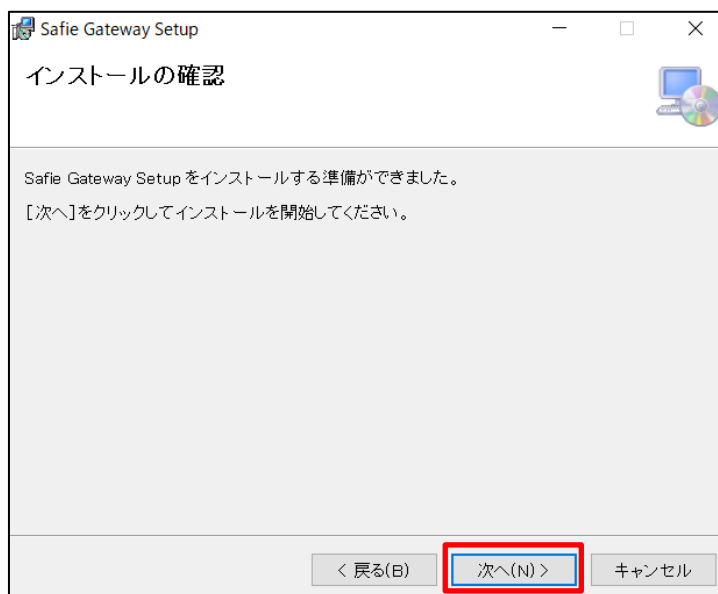 Safie Gateway Setup
インストールの確認
Safie Gateway Setup をインストールする準備ができました。
[次へ]をクリックしてインストールを開始してください。
< 戻る(B)
次へ(N) >
キャンセル